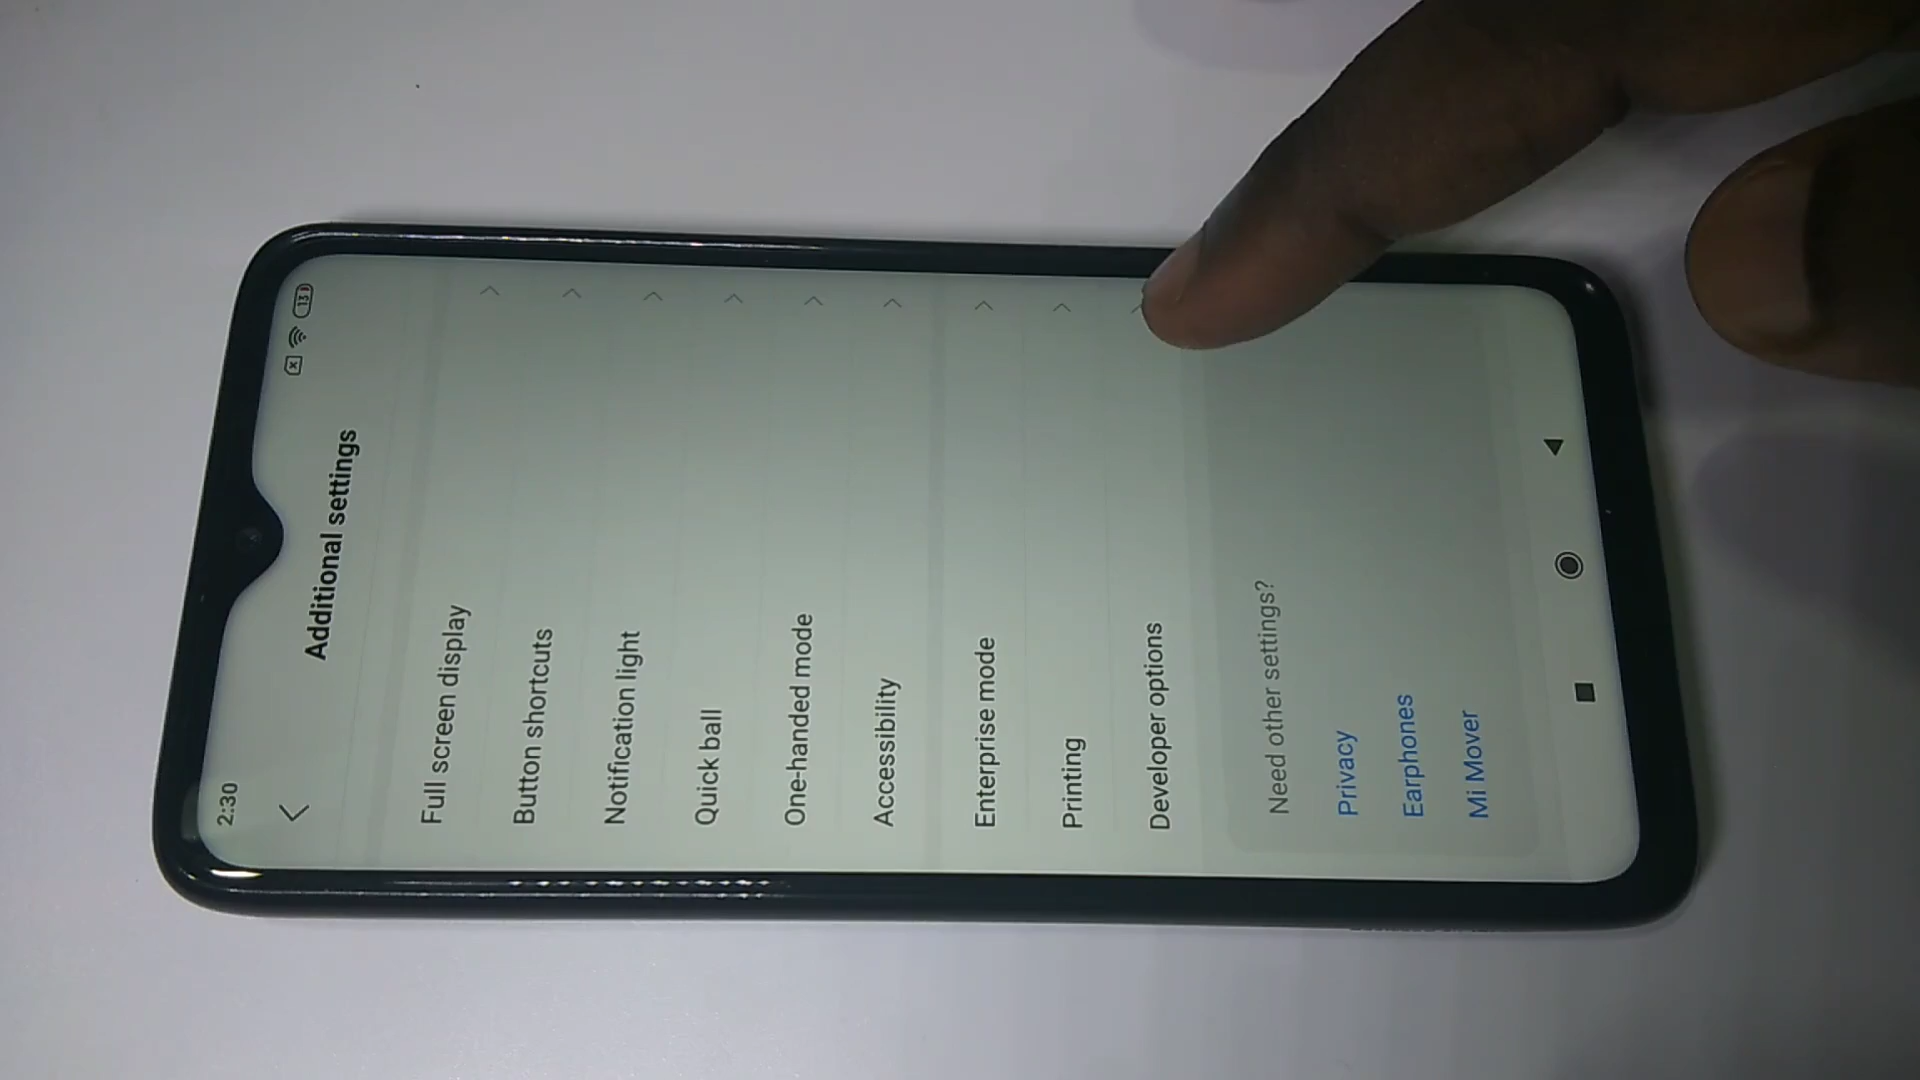 2:30
13
Additional settings
Full screen display
Button shortcuts
Notification light
Quick ball
One-handed mode
Accessibility
Enterprise mode
Printing
Developer options
Need other settings?
Privacy
Earphones
Mi Mover